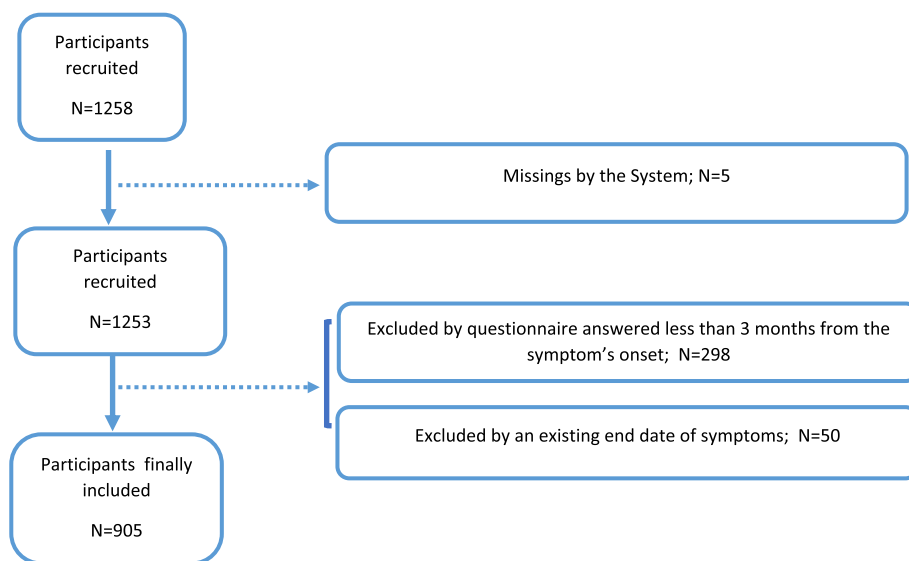 Participants
recruited
N=1258
Missings by the System; N=5
Participants
recruited
N=1253
Excluded by questionnaire answered less than 3 months from the
symptom’s onset;  N=298
Excluded by an existing end date of symptoms;  N=50
Participants  finally
included
N=905